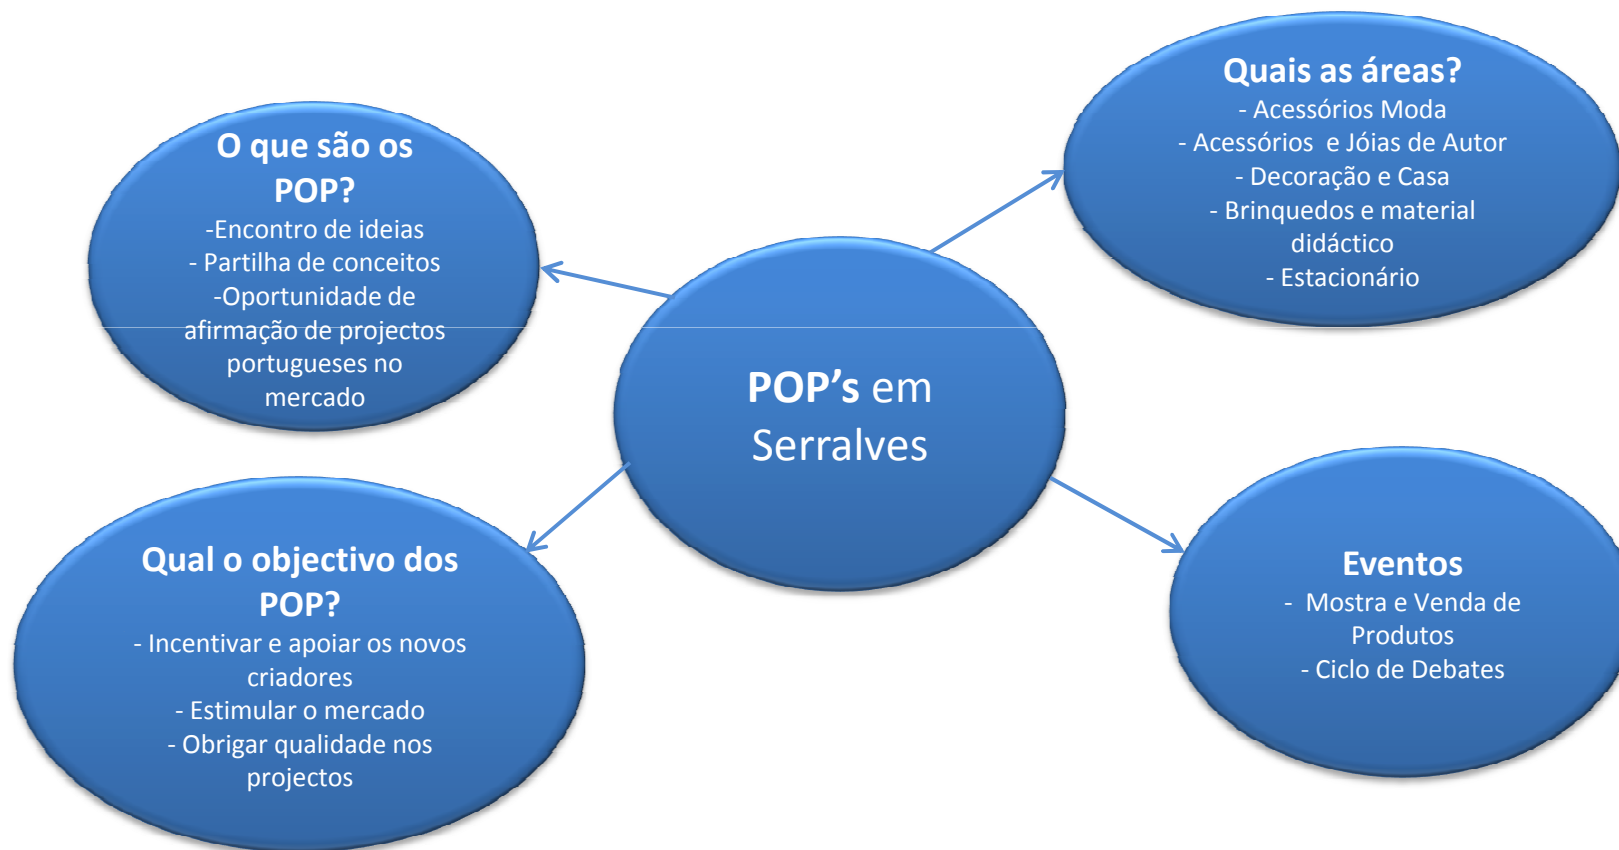 O que são os
POP?
-Encontro de ideias
- Partilha de conceitos
-Oportunidade de
afirmação de projectos
portugueses no
mercado
Quais as áreas?
- Acessórios Moda
- Acessórios  e Jóias de Autor
- Decoração e Casa
- Brinquedos e material
didáctico
- Estacionário
POP’s em
Serralves
Qual o objectivo dos
POP?
- Incentivar e apoiar os novos
criadores
- Estimular o mercado
- Obrigar qualidade nos
projectos
Eventos
-  Mostra e Venda de
Produtos
- Ciclo de Debates